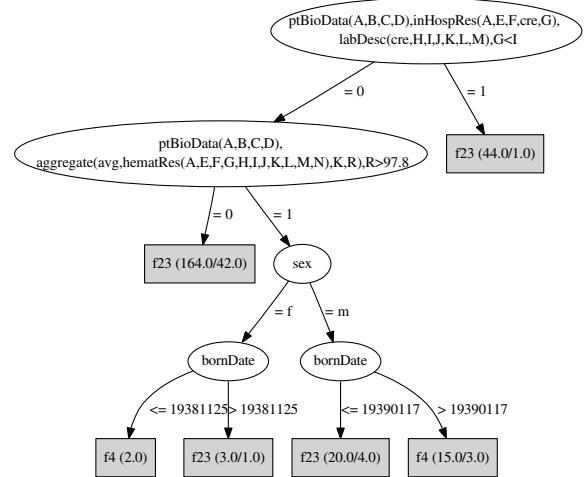 ptBioData(A,B,C,D),inHospRes(A,E,F,cre,G),
labDesc(cre,H,I,J,K,L,M),G<I
= 0
= 1
ptBioData(A,B,C,D),
aggregate(avg,hematRes(A,E,F,G,H,I,J,K,L,M,N),K,R),R>97.8
f23 (44.0/1.0)
= 0
= 1
f23 (164.0/42.0)
sex
= f
= m
bornDate
bornDate
<= 19381125
> 19381125
<= 19390117
> 19390117
f4 (2.0)
f23 (3.0/1.0)
f23 (20.0/4.0)
f4 (15.0/3.0)